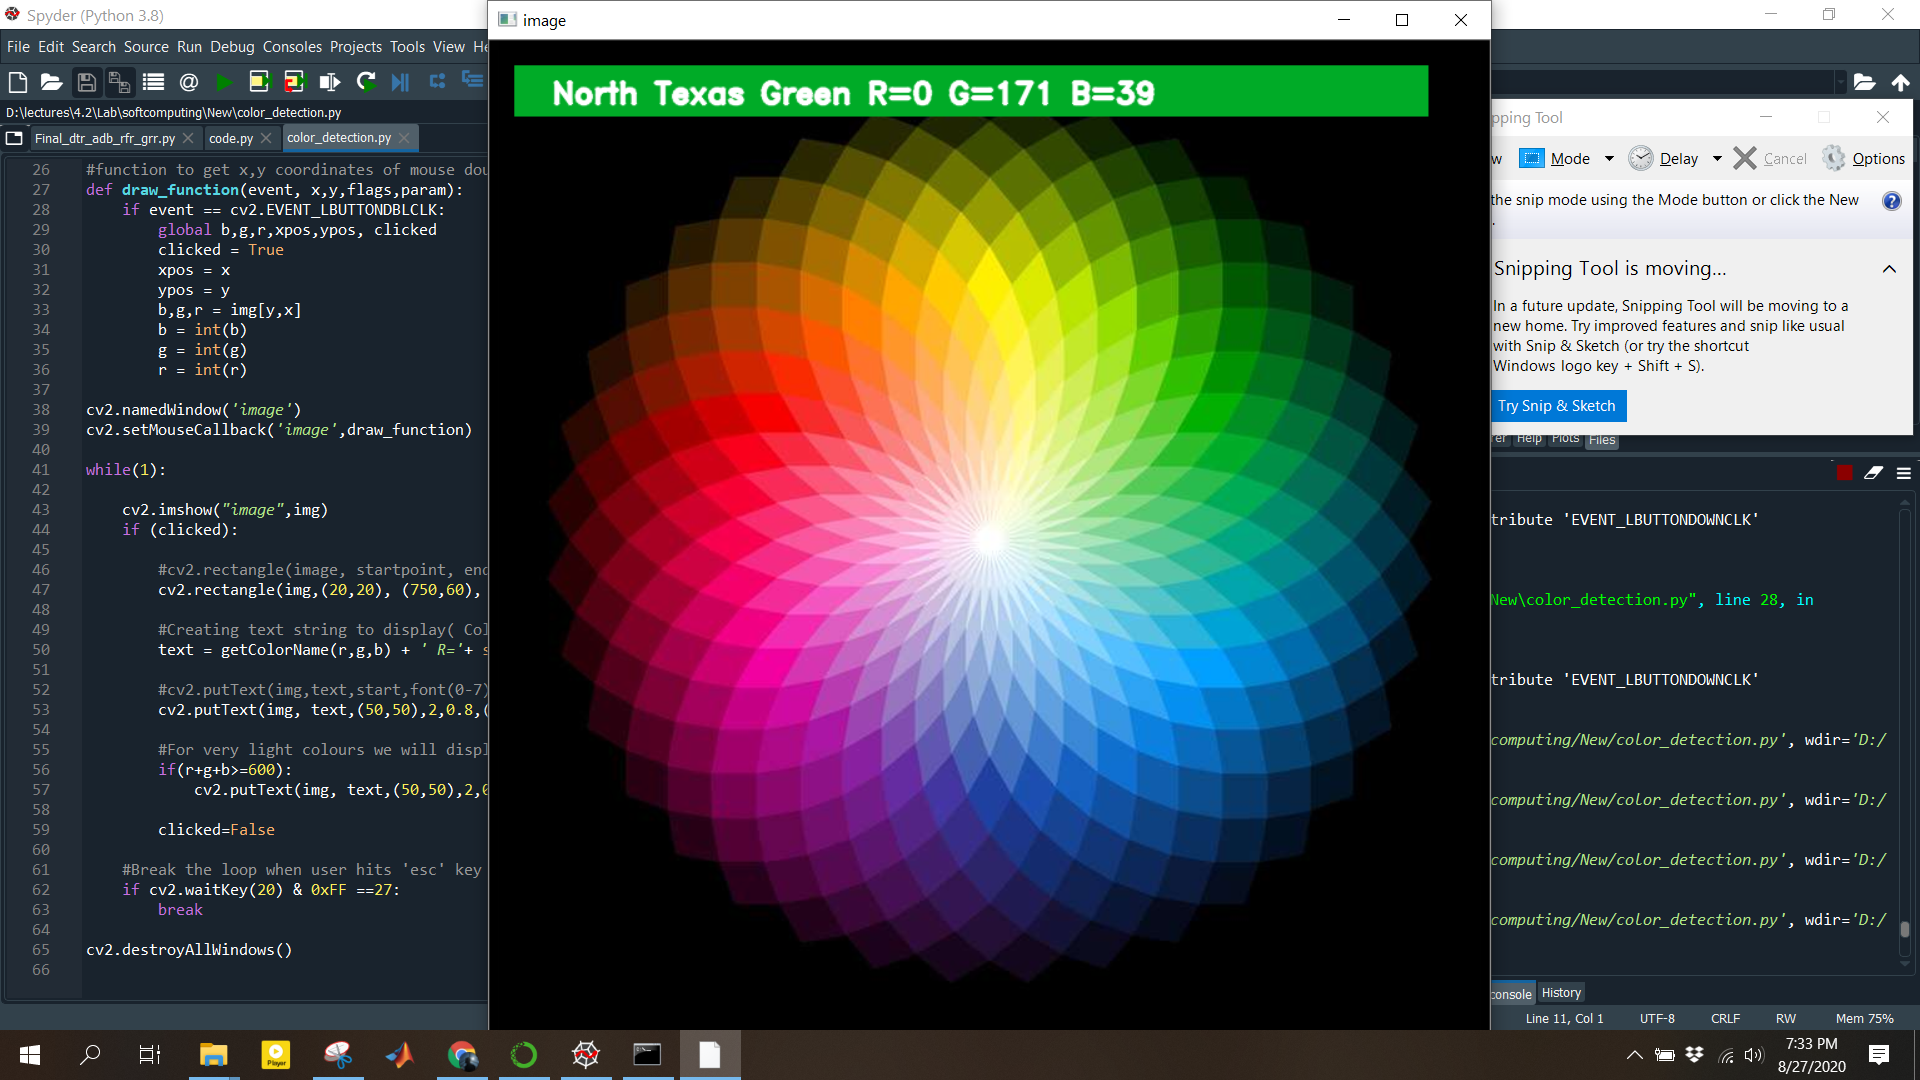 Spyder (Python 3.8)
File Edit Search Source Run Debug Consoles Projects Tools View He
D:\lectures\4.2\Lab\softcomputing\New\color_detection.py
Final_dtr_adb_rfr_grr.py code.py color_detection.py
26 #function to get x,y coordinates of mouse dou
27 def draw_function(event, x,y,flags,param):
28 if event == cv2.EVENT_LBUTTONDBLCLK:
29 global b,g,r,xpos,ypos, clicked
30 clicked = True
31 xpos = x
32 ypos = y
33 b,g,r = img[y,x]
34 b = int(b)
35 g = int(g)
36 r = int(r)
37
38 cv2.namedWindow('image')
39 cv2.setMouseCallback('image',draw_function)
40
41 while(1):
42
43 cv2.imshow("image",img)
44 if (clicked):
45
46 #cv2.rectangle(image, startpoint, end
47 cv2.rectangle(img,(20,20), (750,60),
48
49 #Creating text string to display( Col
50 text = getColorName(r,g,b) + ' R='+ s
51
52 #cv2.putText(img,text,start,font(0-7)
53 cv2.putText(img, text,(50,50),2,0.8,(
54
55 #For very light colours we will displ
56 if(r+g+b>=600):
57 cv2.putText(img, text,(50,50),2,0
58
59 clicked=False
60
61 #Break the loop when user hits 'esc' key
62 if cv2.waitKey(20) & 0xFF ==27:
63 break
64
65 cv2.destroyAllWindows()
66
image
North Texas Green R=0 G=171 B=39
pping Tool
w Mode Delay Cancel Options
the snip mode using the Mode button or click the New
.
Snipping Tool is moving...
In a future update, Snipping Tool will be moving to a
new home. Try improved features and snip like usual
with Snip & Sketch (or try the shortcut
Windows logo key + Shift + S).
Try Snip & Sketch
rer Help Plots Files
tribute 'EVENT_LBUTTONDOWNCLK'
New\color_detection.py", line 28, in
tribute 'EVENT_LBUTTONDOWNCLK'
computing/New/color_detection.py', wdir='D:/
computing/New/color_detection.py', wdir='D:/
computing/New/color_detection.py', wdir='D:/
computing/New/color_detection.py', wdir='D:/
console History
Line 11, Col 1 UTF-8 CRLF RW Mem 75%
Player
7:33 PM
8/27/2020